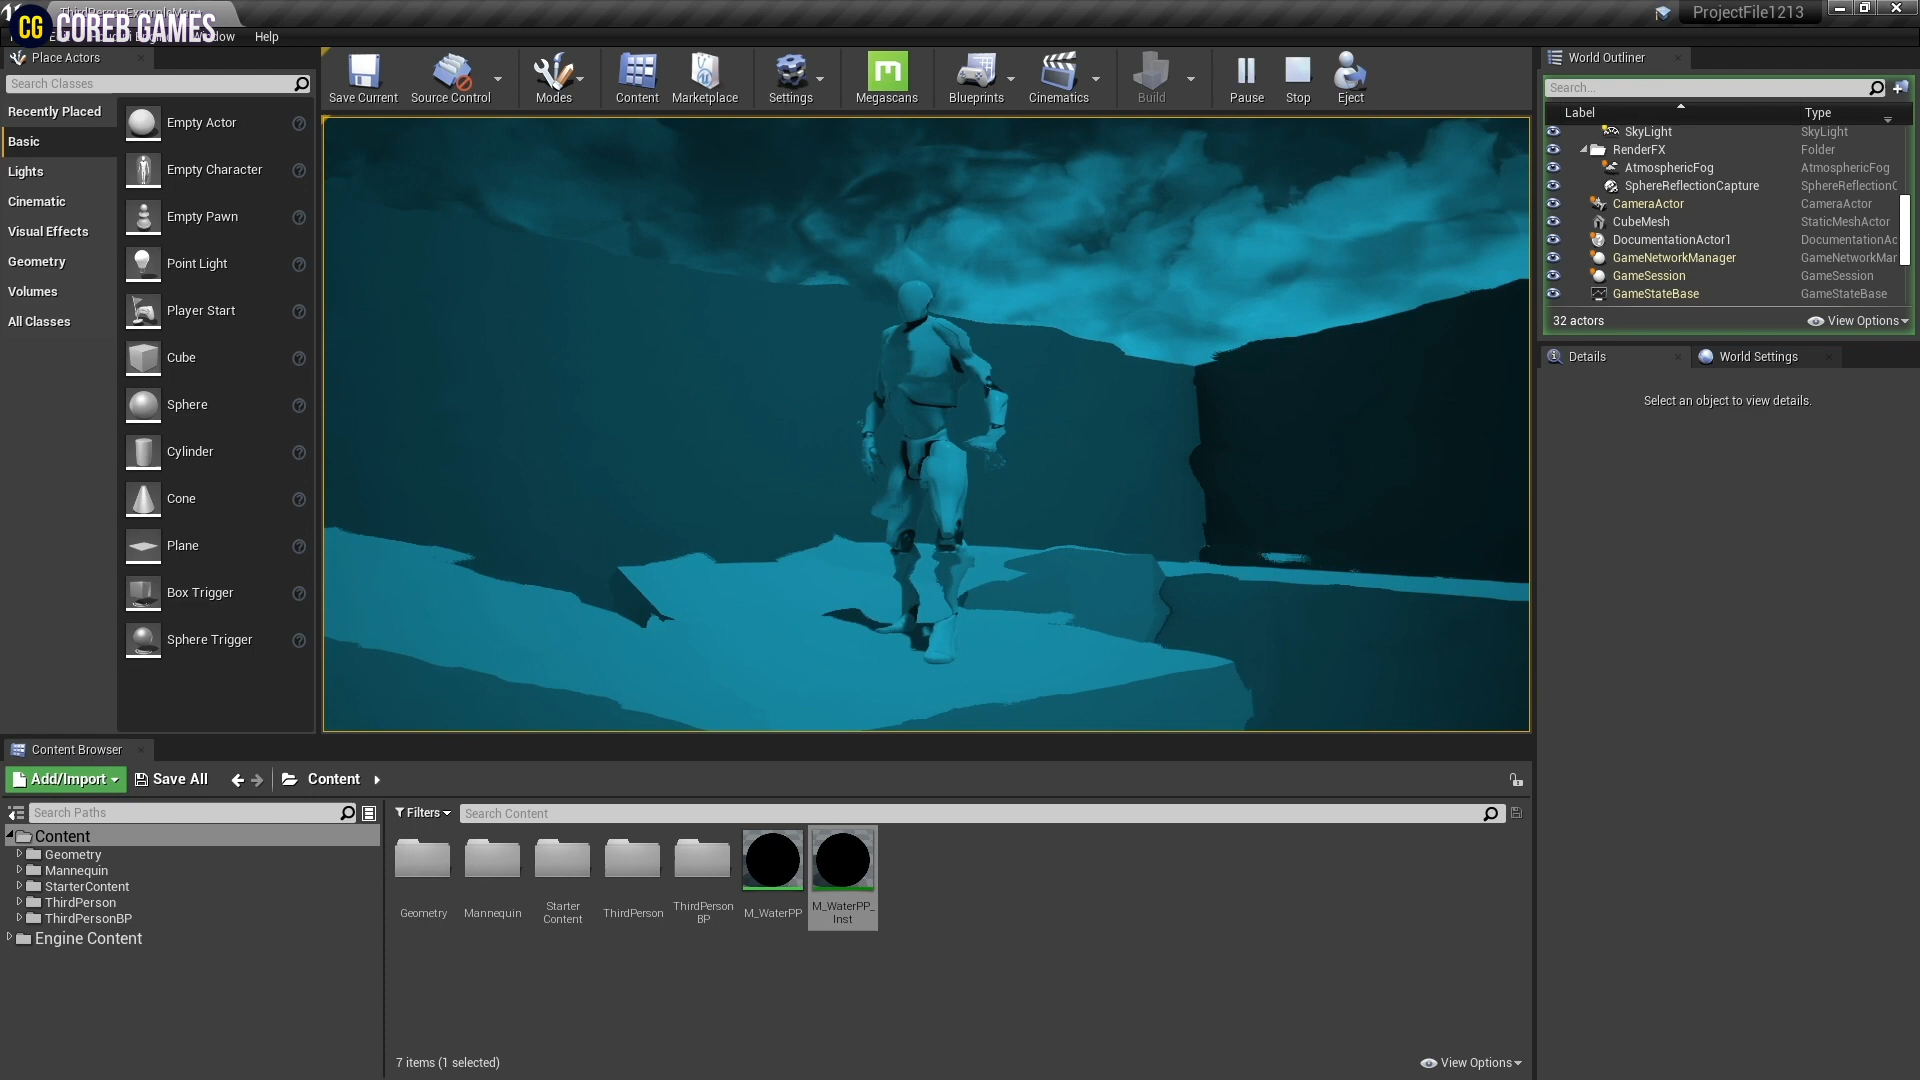 CG COREB GAMES
ThirdPersonExampleMap
ProjectFile1213
Window Help
Place Actors
Search Classes
Recently Placed
Basic
Lights
Cinematic
Visual Effects
Geometry
Volumes
All Classes
Empty Actor
Empty Character
Empty Pawn
Point Light
Player Start
Cube
Sphere
Cylinder
Cone
Plane
Box Trigger
Sphere Trigger
Save Current
Source Control
Modes
Content
Marketplace
Settings
Megascans
Blueprints
Cinematics
Build
Pause
Stop
Eject
World Outliner
Search...
Label Type
SkyLight SkyLight
RenderFX Folder
AtmosphericFog AtmosphericFog
SphereReflectionCapture SphereReflectionC
CameraActor CameraActor
CubeMesh StaticMeshActor
DocumentationActor1 DocumentationAc
GameNetworkManager GameNetworkMar
GameSession GameSession
GameStateBase GameStateBase
32 actors
View Options
Details
World Settings
Select an object to view details.
Content Browser
Add/Import
Save All
Content
Search Paths
Content
Geometry
Mannequin
StarterContent
ThirdPerson
ThirdPersonBP
Engine Content
Filters
Search Content
Geometry
Mannequin
Starter
Content
ThirdPerson
ThirdPerson
BP
M_WaterPP
M_WaterPP_
Inst
7 items (1 selected)
View Options